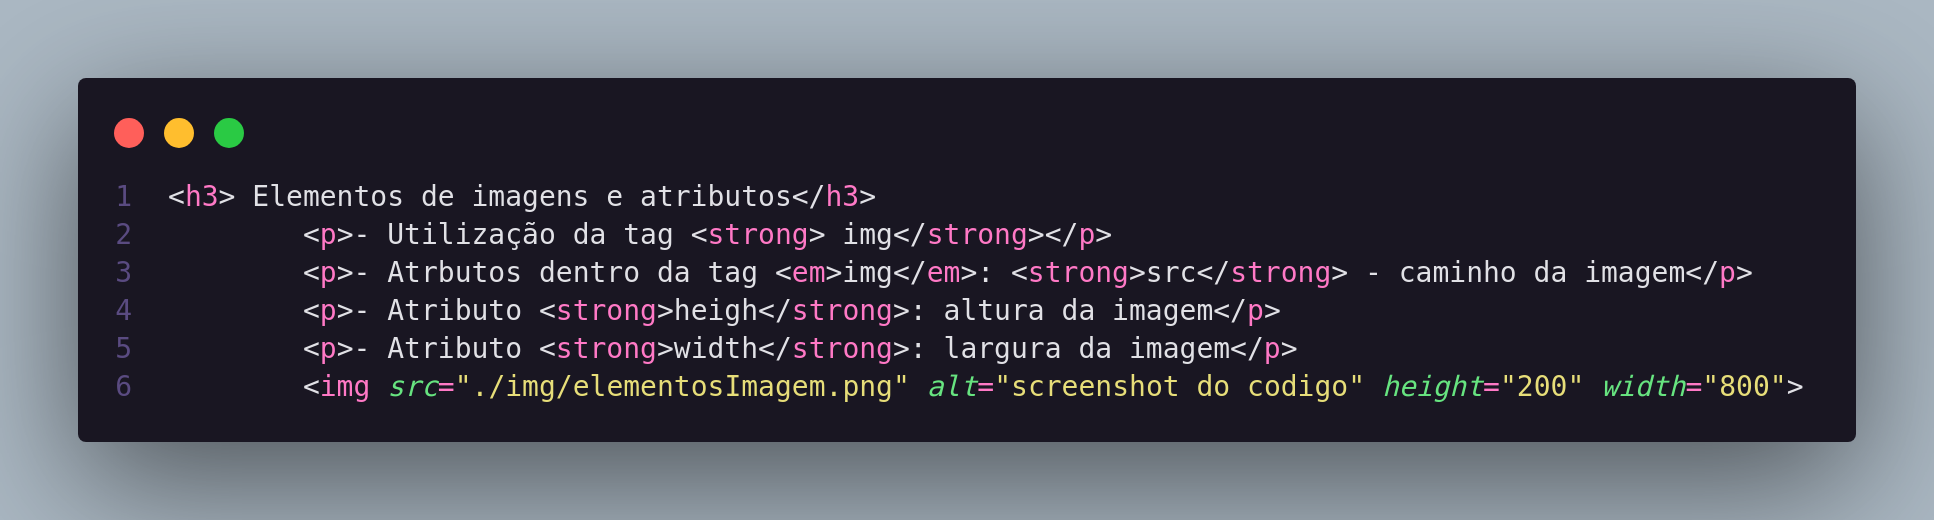 1 <h3> Elementos de imagens e atributos</h3>
2 <p>- Utilização da tag <strong> img</strong></p>
3 <p>- Atrbutos dentro da tag <em>img</em>: <strong>src</strong> - caminho da imagem</p>
4 <p>- Atributo <strong>heigh</strong>: altura da imagem</p>
5 <p>- Atributo <strong>width</strong>: largura da imagem</p>
6 <img src="./img/elementosImagem.png" alt="screenshot do codigo" height="200" width="800">